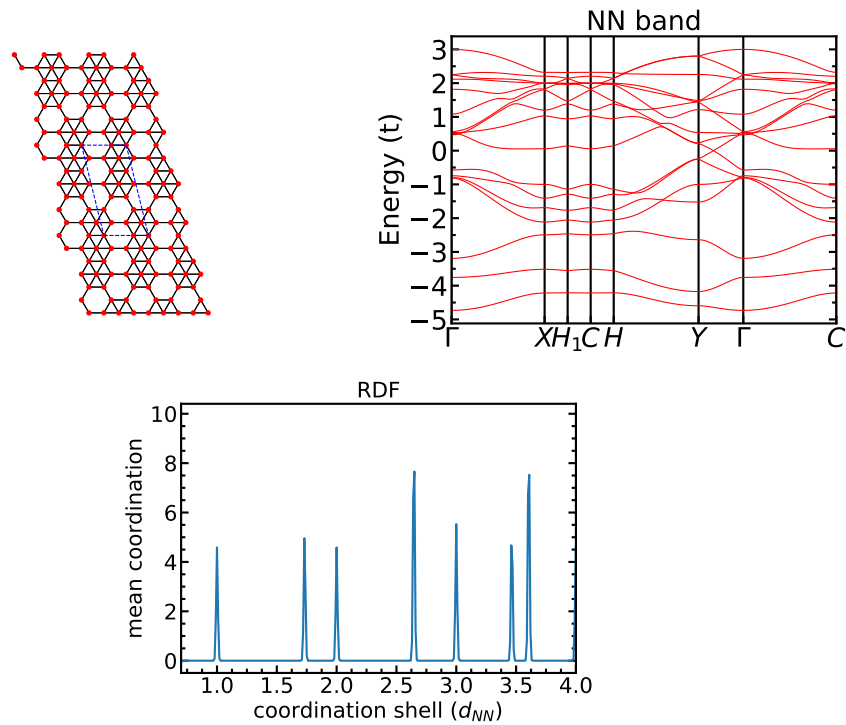 NN band
Energy (t)
3
2
1
0
−1
−2
−3
−4
−5
Γ X H₁ C H Y Γ C
RDF
mean coordination
10
8
6
4
2
0
1.0 1.5 2.0 2.5 3.0 3.5 4.0
coordination shell (d_NN)